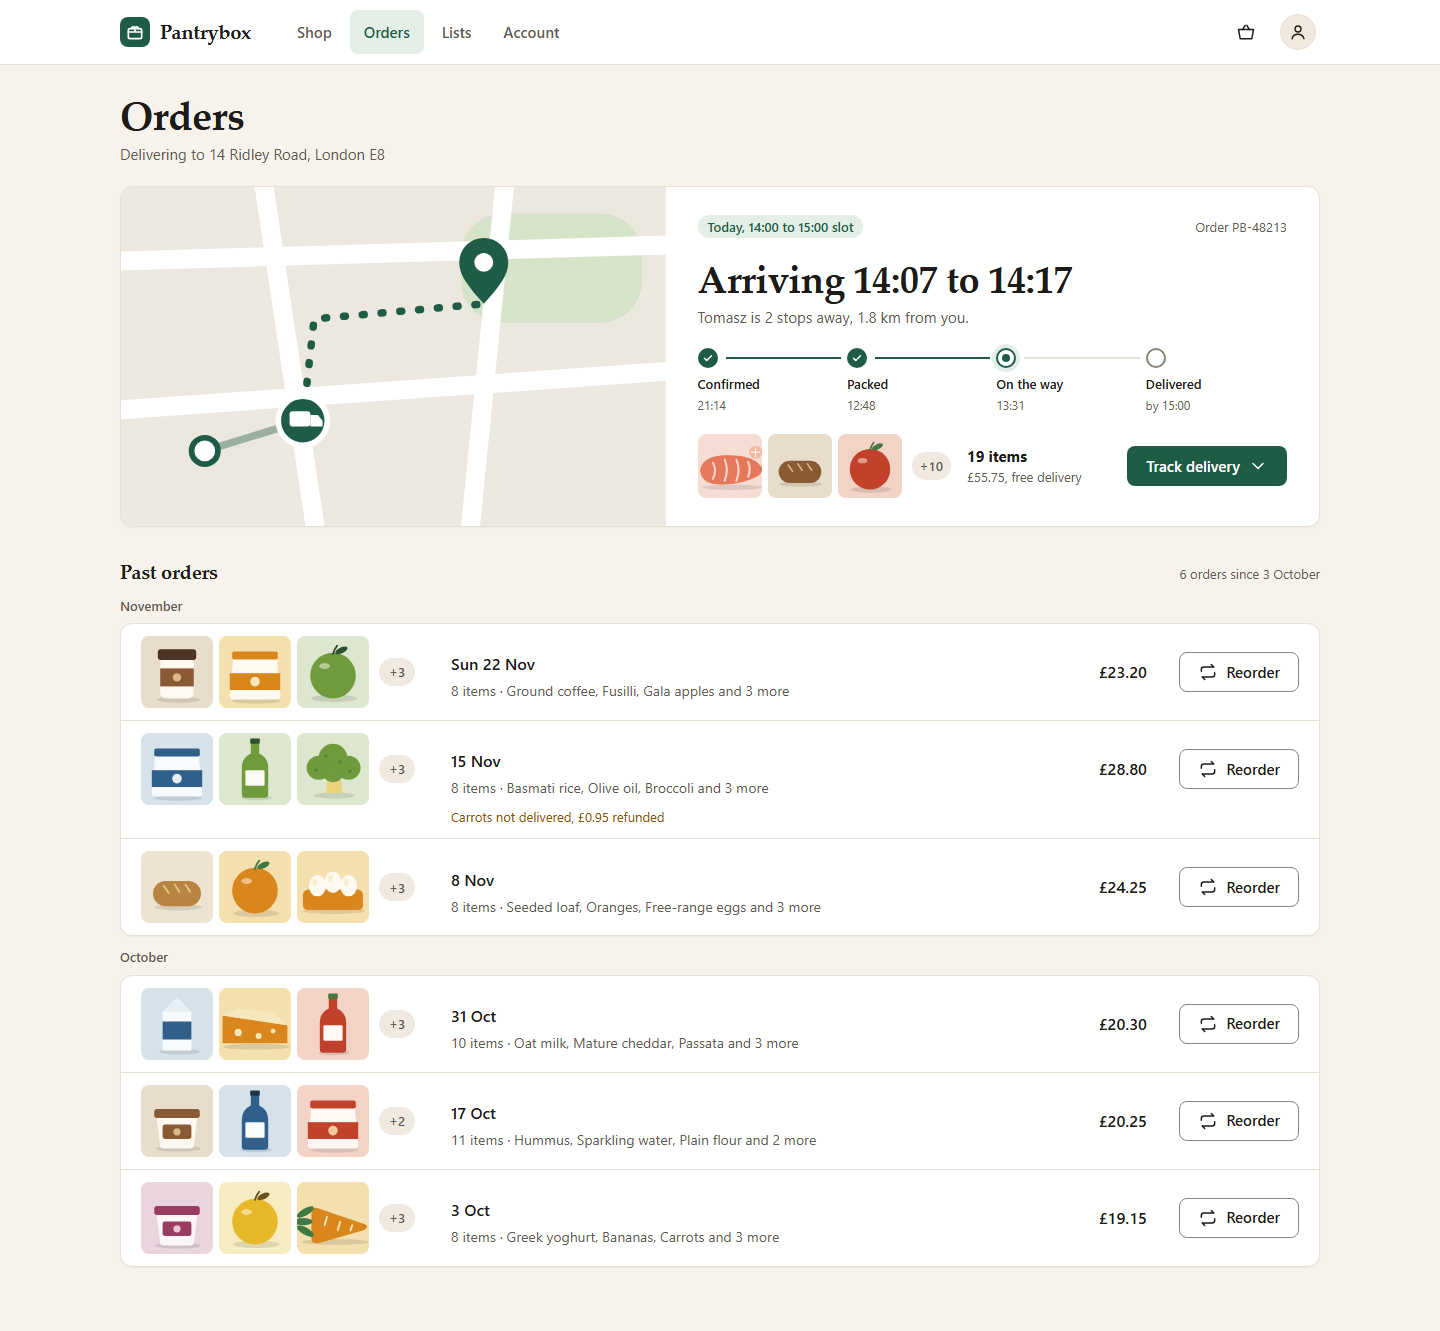 Pantrybox
Shop
Orders
Lists
Account
Orders
Delivering to 14 Ridley Road, London E8
Today, 14:00 to 15:00 slot
Order PB-48213
Arriving 14:07 to 14:17
Tomasz is 2 stops away, 1.8 km from you.
Confirmed
21:14
Packed
12:48
On the way
13:31
Delivered
by 15:00
+10
19 items
£55.75, free delivery
Track delivery
Past orders
6 orders since 3 October
November
+3
Sun 22 Nov
8 items · Ground coffee, Fusilli, Gala apples and 3 more
£23.20
Reorder
+3
15 Nov
8 items · Basmati rice, Olive oil, Broccoli and 3 more
Carrots not delivered, £0.95 refunded
£28.80
Reorder
+3
8 Nov
8 items · Seeded loaf, Oranges, Free-range eggs and 3 more
£24.25
Reorder
October
+3
31 Oct
10 items · Oat milk, Mature cheddar, Passata and 3 more
£20.30
Reorder
+2
17 Oct
11 items · Hummus, Sparkling water, Plain flour and 2 more
£20.25
Reorder
+3
3 Oct
8 items · Greek yoghurt, Bananas, Carrots and 3 more
£19.15
Reorder